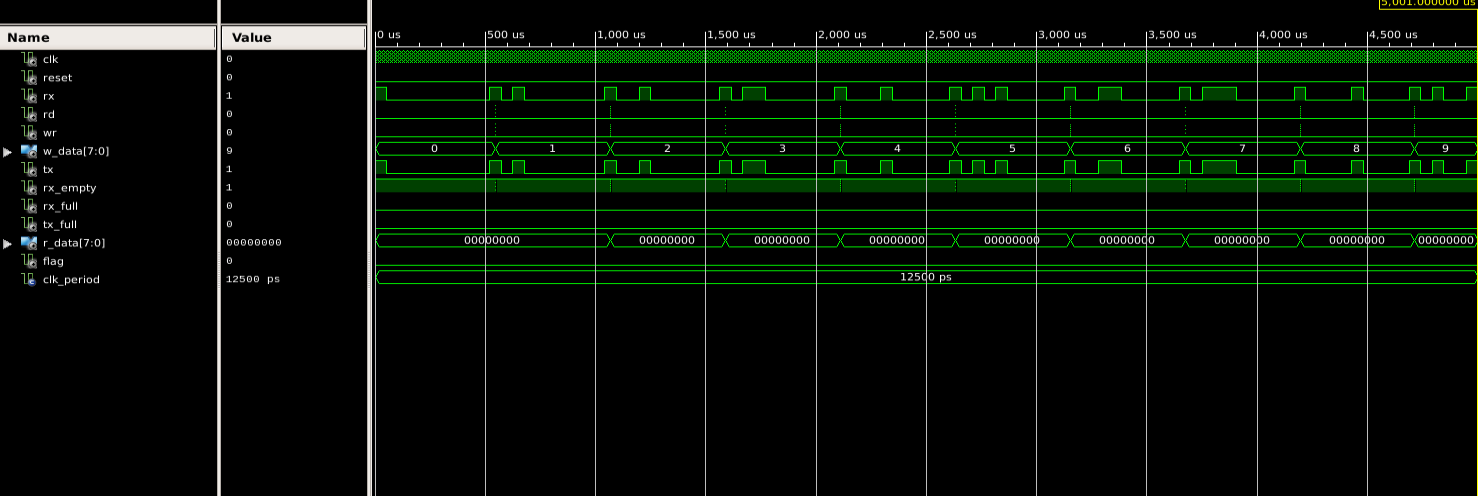 5,001.000000 us
Name Value 0 us 500 us 1,000 us 1,500 us 2,000 us 2,500 us 3,000 us 3,500 us 4,000 us 4,500 us
clk 0
reset 0
rx 1
rd 0
wr 0
w_data[7:0] 9 0 1 2 3 4 5 6 7 8 9
tx 1
rx_empty 1
rx_full 0
tx_full 0
r_data[7:0] 00000000 00000000 00000000 00000000 00000000 00000000 00000000 00000000 00000000 00000000
flag 0
clk_period 12500 ps 12500 ps